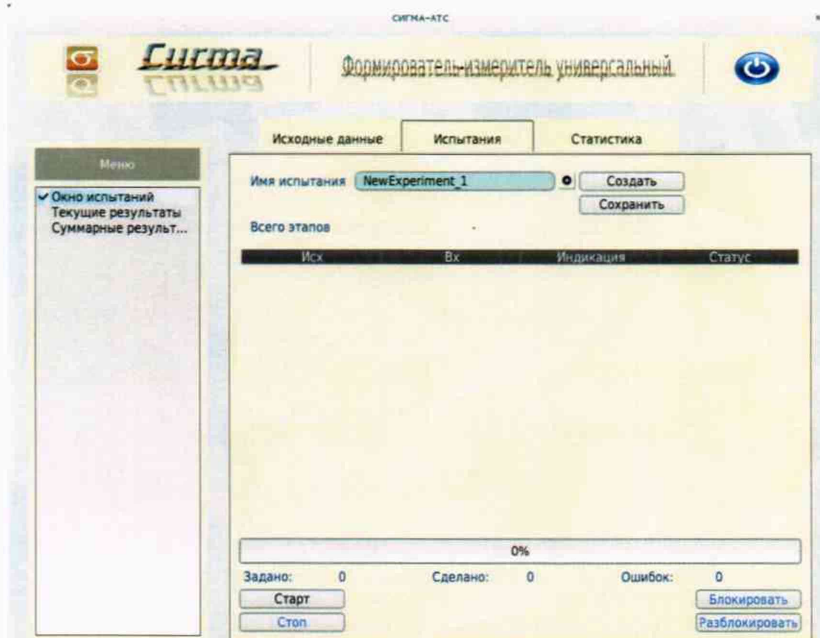 СИГМА-АТС
σ Сигма Формирователь-измеритель универсальный
Исходные данные Испытания Статистика
Меню
Окно испытаний
Текущие результаты
Суммарные результ...
Имя испытания NewExperiment_1 Создать
Сохранить
Всего этапов
Исх Вх Индикация Статус
0%
Задано: 0 Сделано: 0 Ошибок: 0
Старт Блокировать
Стоп Разблокировать